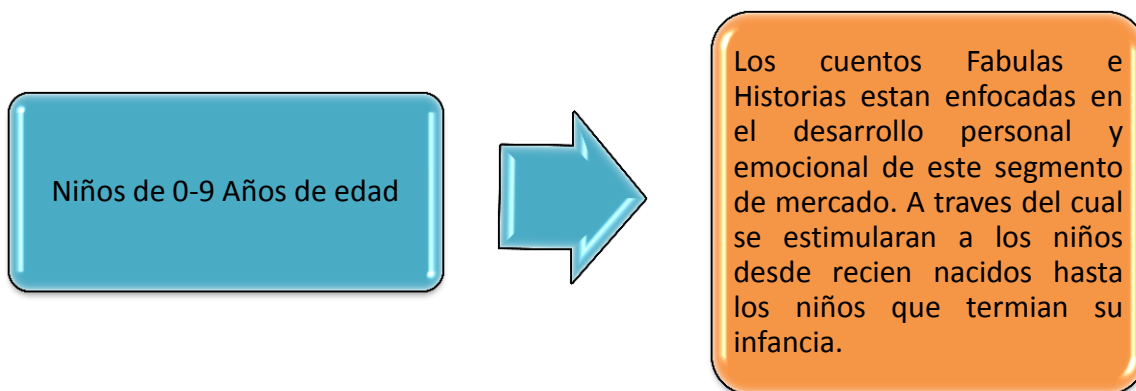 Niños de 0-9 Años de edad
Los cuentos Fabulas e
Historias estan enfocadas en
el desarrollo personal y
emocional de este segmento
de mercado. A traves del cual
se estimularan a los niños
desde recien nacidos hasta
los niños que termian su
infancia.